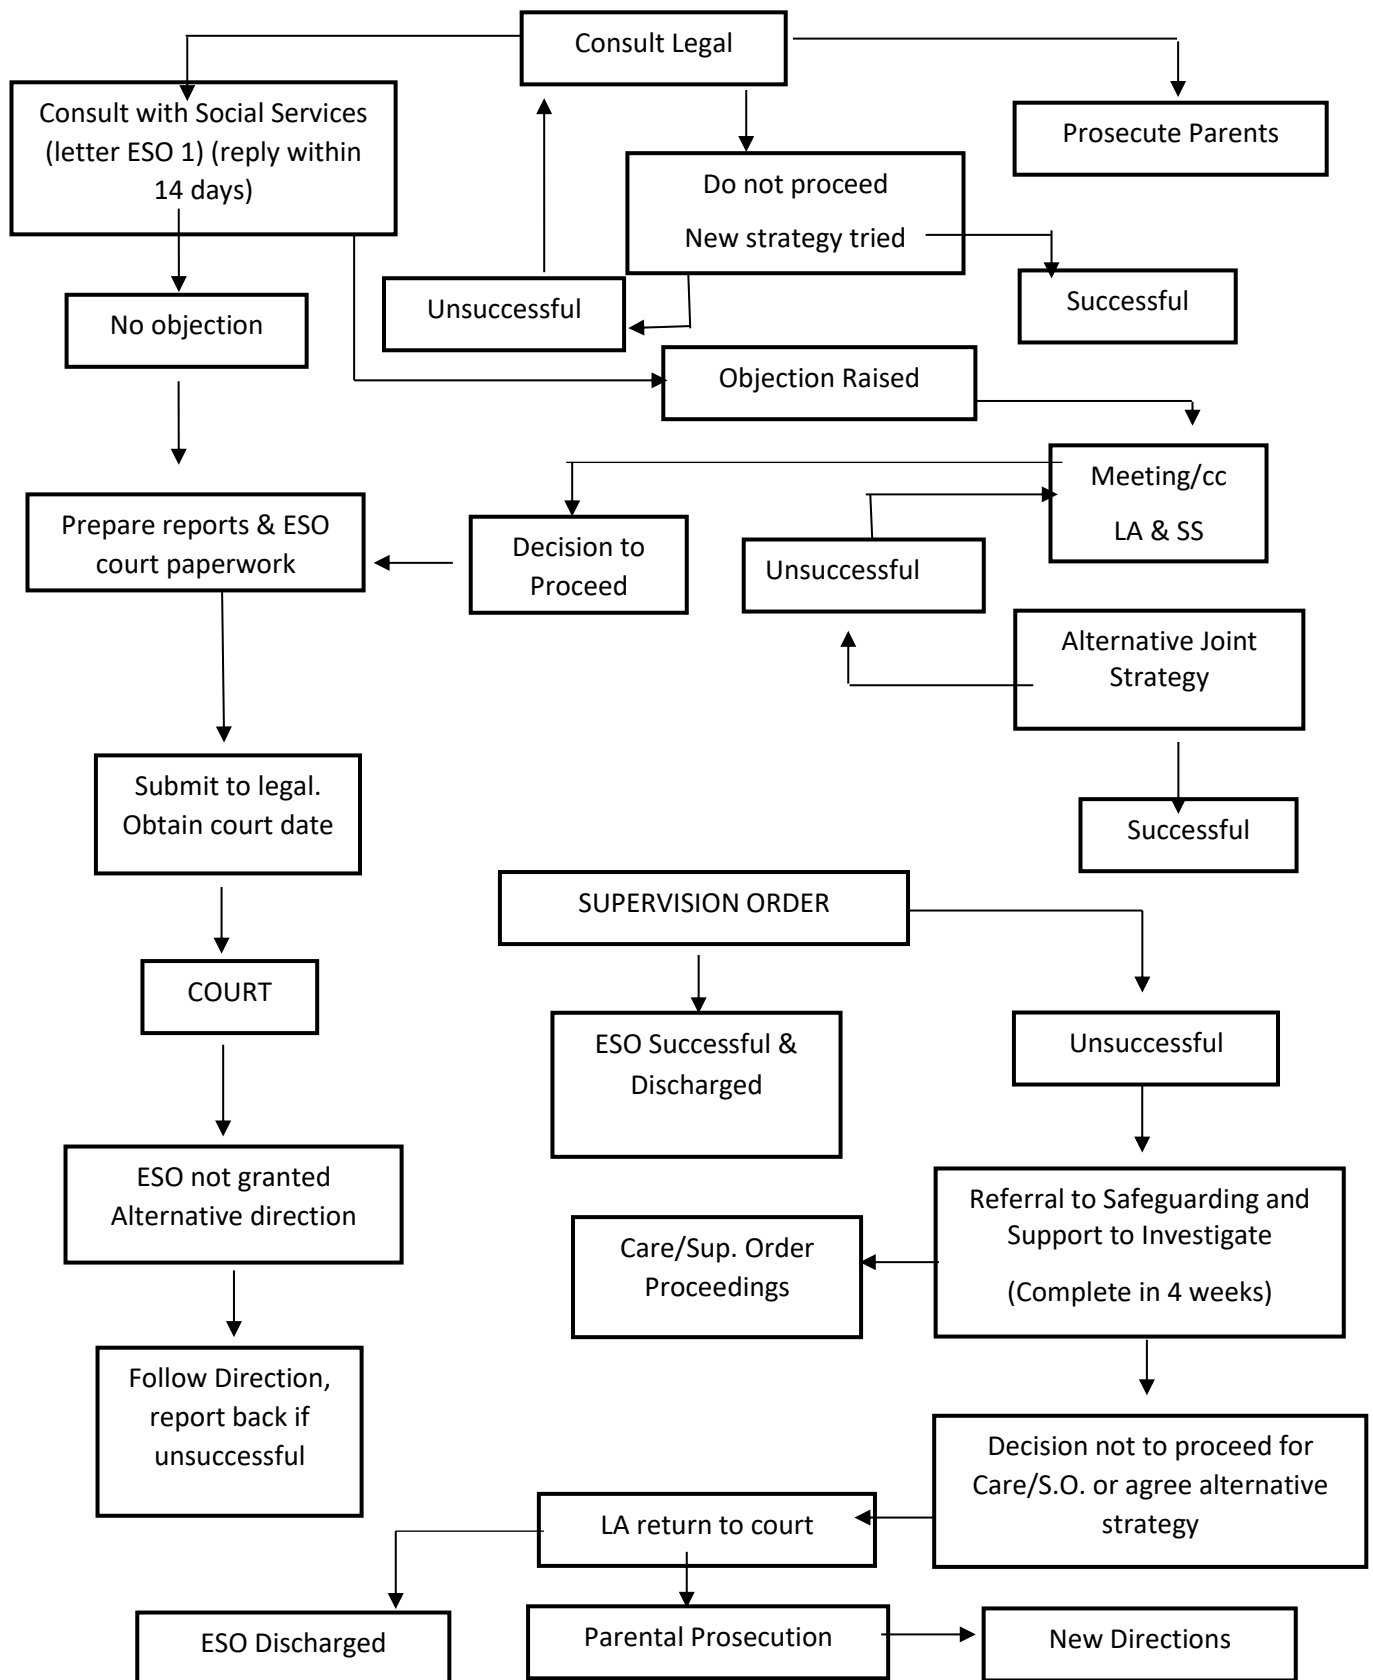 Consult Legal
Consult with Social Services
(letter ESO 1) (reply within
14 days)
Prosecute Parents
Do not proceed
New strategy tried
Unsuccessful
Successful
No objection
Objection Raised
Meeting/cc
LA & SS
Prepare reports & ESO
court paperwork
Decision to
Proceed
Unsuccessful
Alternative Joint
Strategy
Submit to legal.
Obtain court date
Successful
SUPERVISION ORDER
COURT
ESO Successful &
Discharged
Unsuccessful
ESO not granted
Alternative direction
Referral to Safeguarding and
Support to Investigate
(Complete in 4 weeks)
Care/Sup. Order
Proceedings
Follow Direction,
report back if
unsuccessful
Decision not to proceed for
Care/S.O. or agree alternative
strategy
LA return to court
ESO Discharged
Parental Prosecution
New Directions